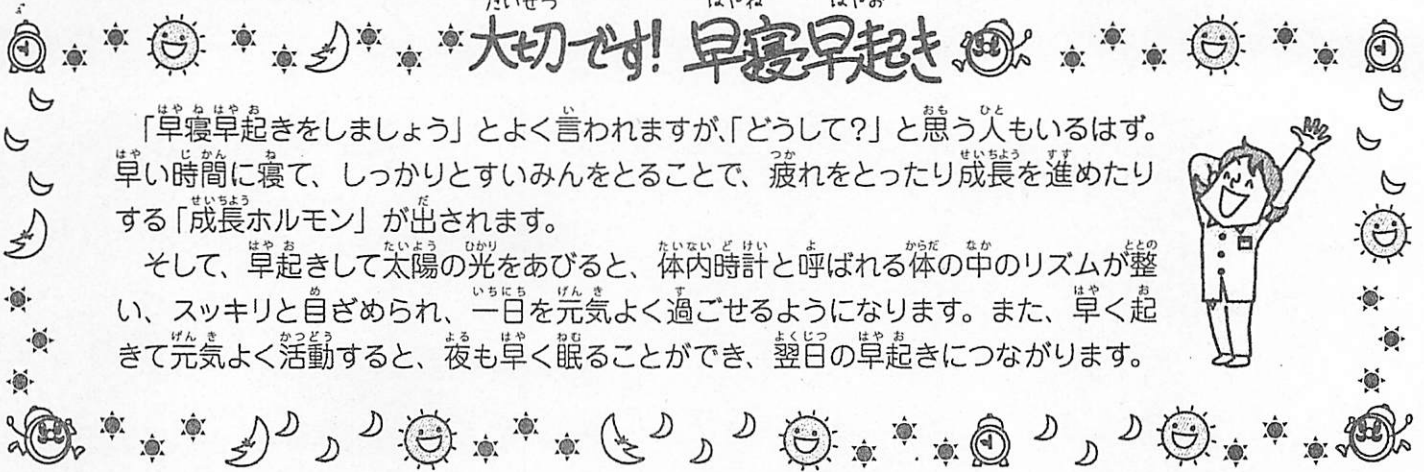 大切です! 早寝早起き
「早寝早起きをしましょう」とよく言われますが、「どうして?」と思う人もいるはず。
早い時間に寝て、しっかりとすいみんをとることで、疲れをとったり成長を進めたり
する「成長ホルモン」が出されます。
そして、早起きして太陽の光をあびると、体内時計と呼ばれる体の中のリズムが整
い、スッキリと目ざめられ、一日を元気よく過ごせるようになります。また、早く起
きて元気よく活動すると、夜も早く眠ることができ、翌日の早起きにつながります。